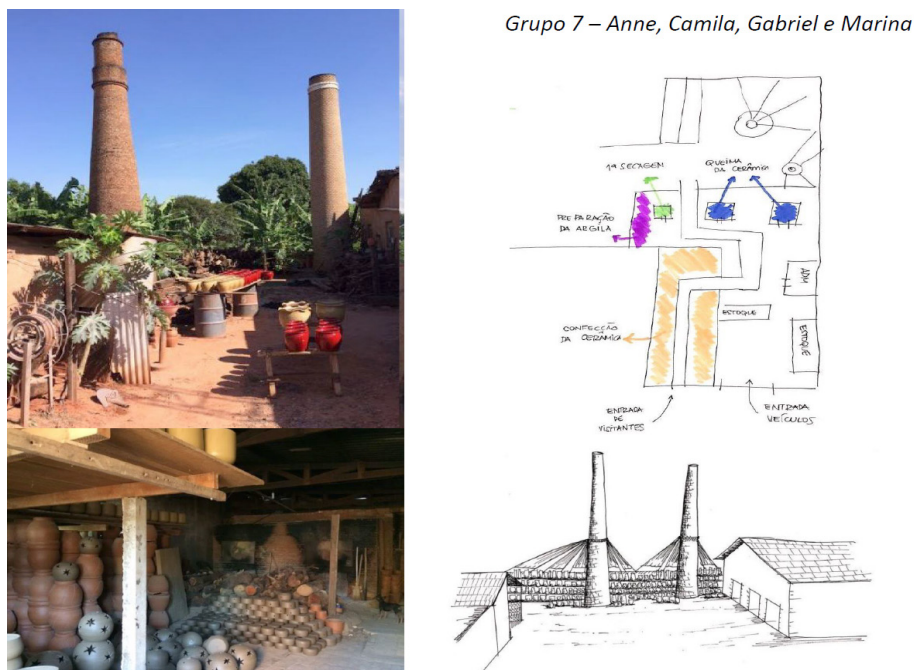 Grupo 7 – Anne, Camila, Gabriel e Marina
1ª SECAGEM
QUEIMA
DA CERÂMICA
PREPARAÇÃO
DA ARGILA
ADM
ESTOQUE
CONFECÇÃO
DA CERÂMICA
ESTOQUE
ENTRADA
DE
VISITANTES
ENTRADA
VEÍCULOS